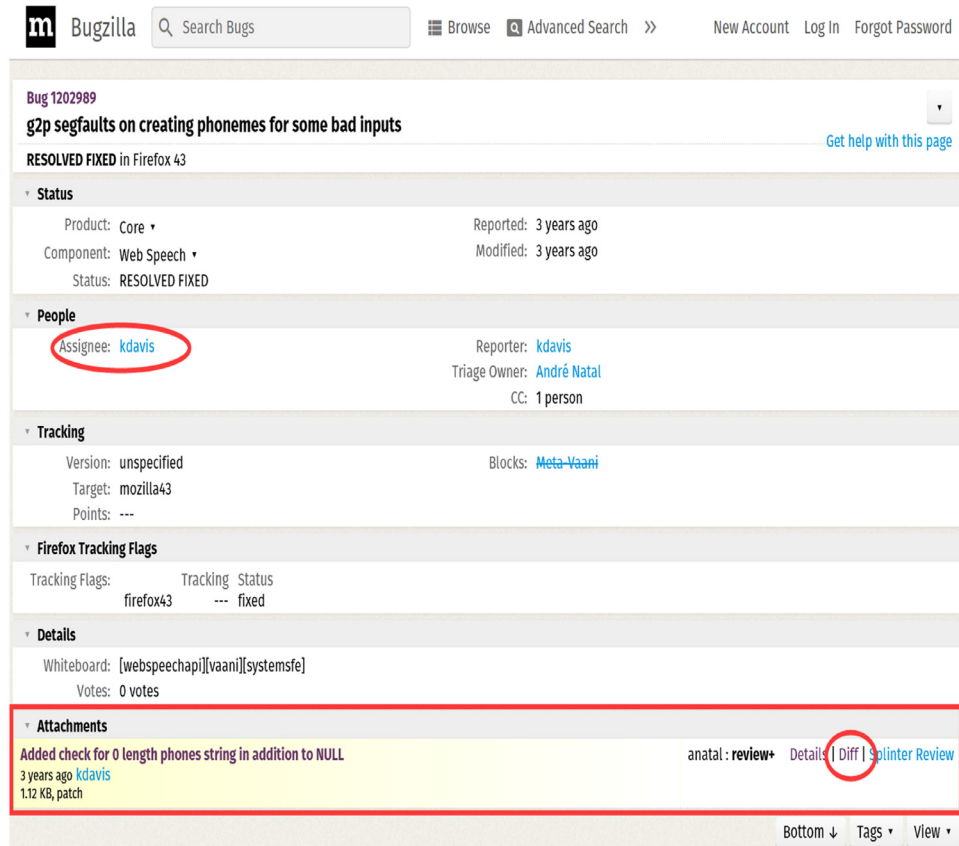 m Bugzilla Search Bugs Browse Advanced Search >> New Account Log In Forgot Password
Bug 1202989
g2p segfaults on creating phonemes for some bad inputs
Get help with this page
RESOLVED FIXED in Firefox 43
Status
Product: Core Reported: 3 years ago
Component: Web Speech Modified: 3 years ago
Status: RESOLVED FIXED
People
Assignee: kdavis Reporter: kdavis
Triage Owner: André Natal
CC: 1 person
Tracking
Version: unspecified Blocks: Meta-Vaani
Target: mozilla43
Points: ---
Firefox Tracking Flags
Tracking Flags: Tracking Status
firefox43 --- fixed
Details
Whiteboard: [webspeechapi][vaani][systemsfe]
Votes: 0 votes
Attachments
Added check for 0 length phones string in addition to NULL anatal : review+ Details | Diff | Splinter Review
3 years ago kdavis
1.12 KB, patch
Bottom ↓ Tags View